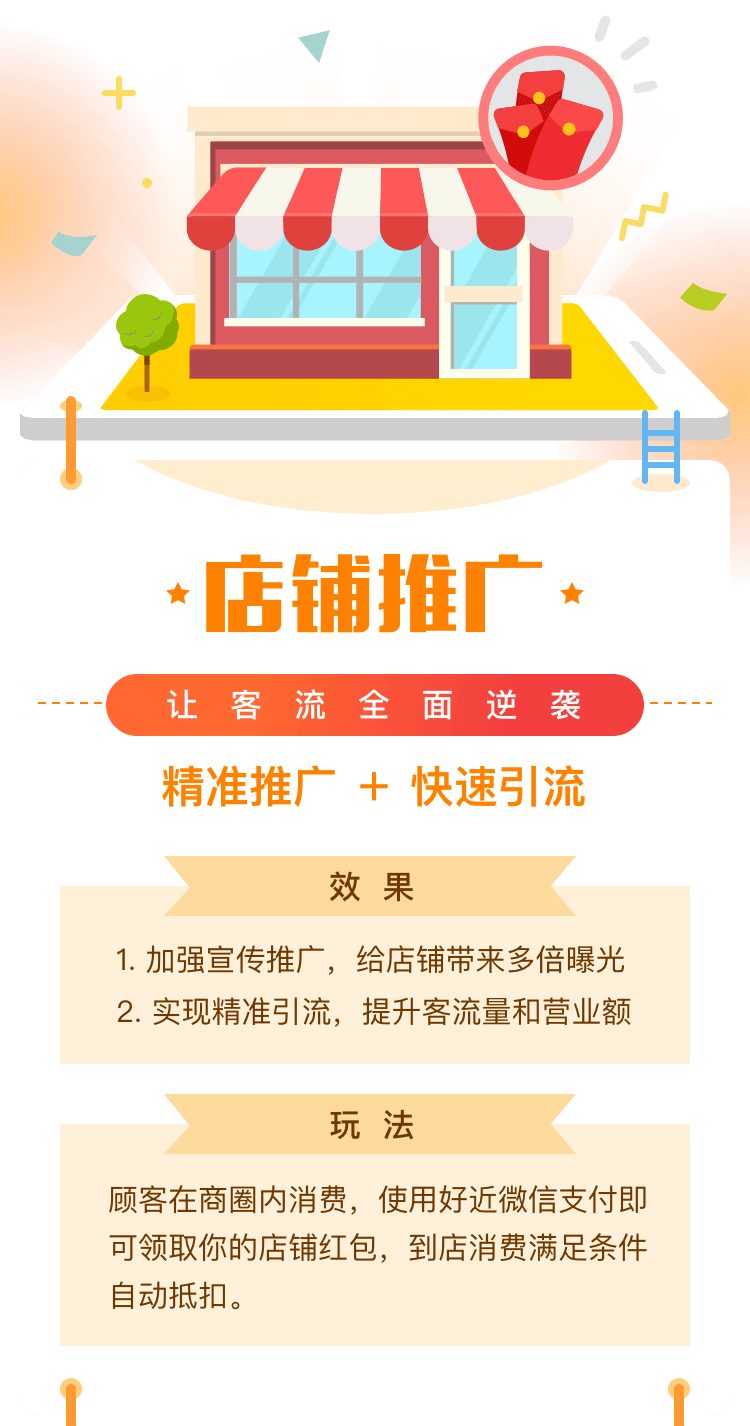 店铺推广
让客流全面逆袭
精准推广 + 快速引流
效果
1. 加强宣传推广，给店铺带来多倍曝光
2. 实现精准引流，提升客流量和营业额
玩法
顾客在商圈内消费，使用好近微信支付即
可领取你的店铺红包，到店消费满足条件
自动抵扣。